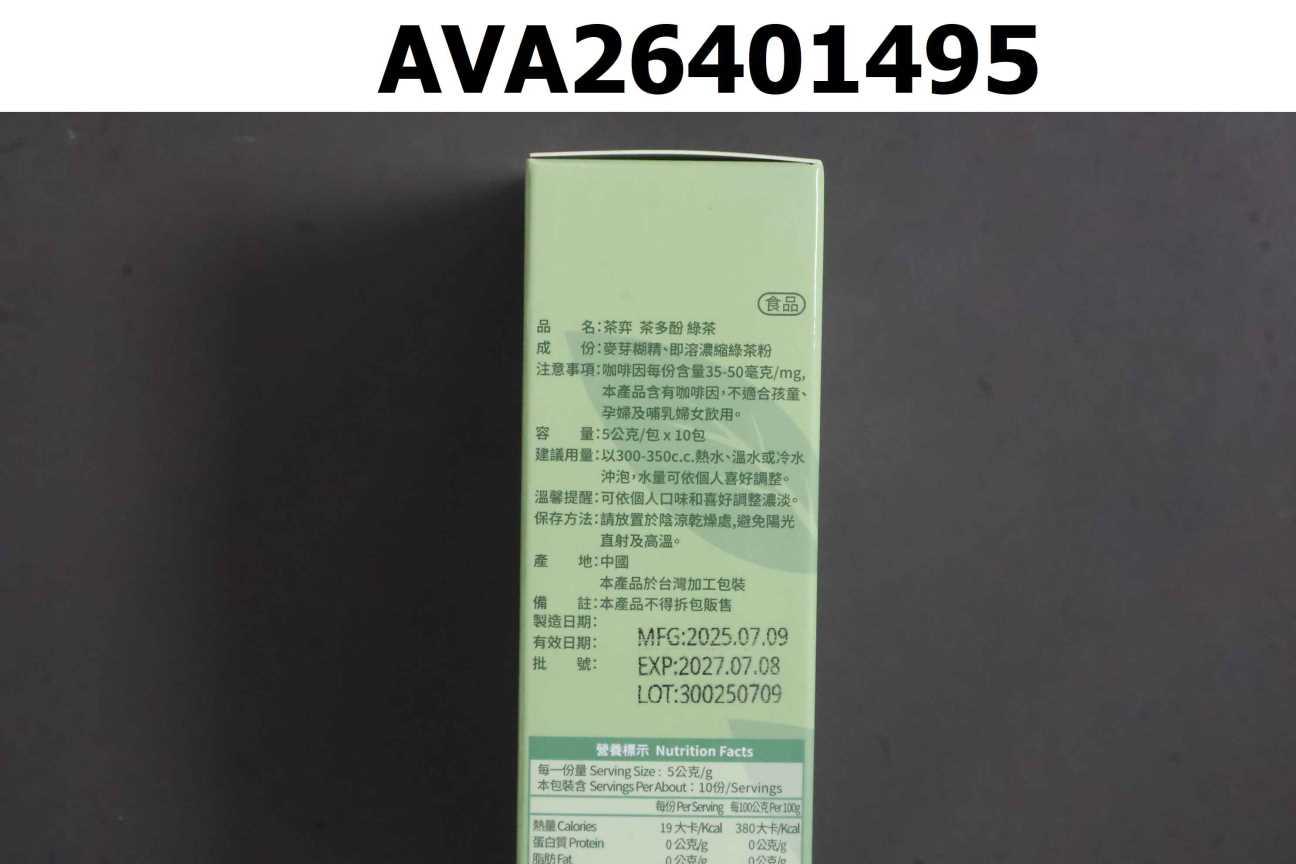 AVA26401495
食品
品 名:茶弈 茶多酚 綠茶
成 份:麥芽糊精、即溶濃縮綠茶粉
注意事項:咖啡因每份含量35-50毫克/mg,
本產品含有咖啡因,不適合孩童、
孕婦及哺乳婦女飲用。
容 量:5公克/包 x 10包
建議用量:以300-350c.c.熱水、溫水或冷水
沖泡,水量可依個人喜好調整。
溫馨提醒:可依個人口味和喜好調整濃淡。
保存方法:請放置於陰涼乾燥處,避免陽光
直射及高溫。
產 地:中國
本產品於台灣加工包裝
備 註:本產品不得拆包販售
製造日期:
有效日期:
批 號:
MFG:2025.07.09
EXP:2027.07.08
LOT:300250709
營養標示 Nutrition Facts
每一份量 Serving Size : 5公克/g
本包裝含 Servings Per About : 10份/Servings
每份 Per Serving 每100公克 Per 100g
熱量 Calories 19 大卡/Kcal 380 大卡/Kcal
蛋白質 Protein 0 公克/g 0 公克/g
脂肪 Fat 0 公克/g 0 公克/g